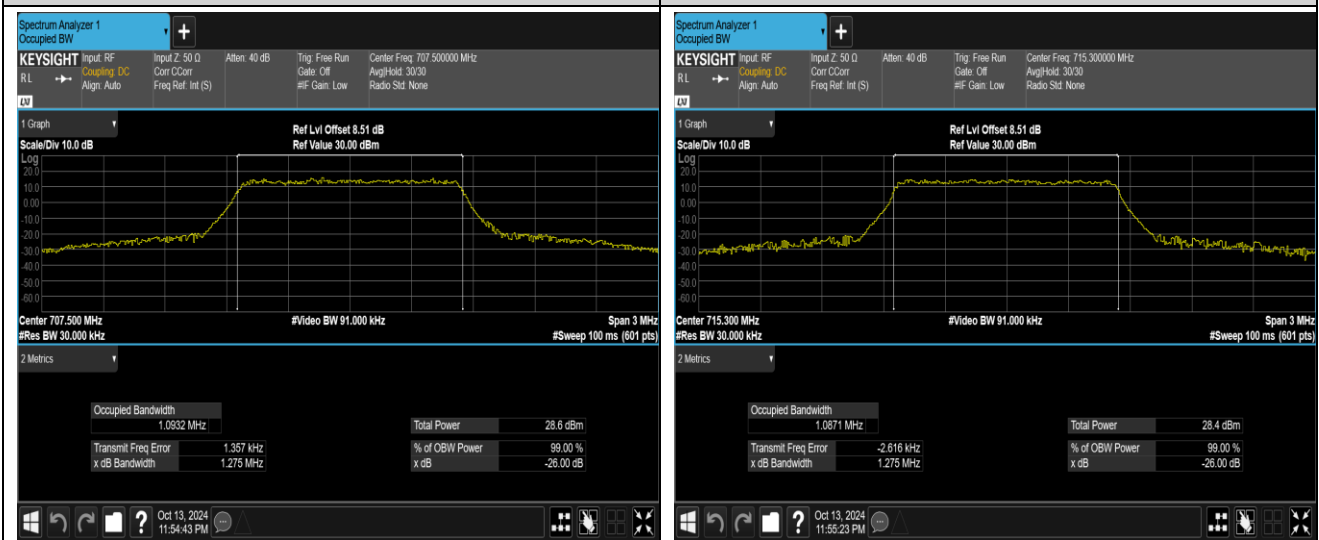 Spectrum Analyzer 1
Occupied BW
+
KEYSIGHT Input: RF Input Z: 50 Ω Atten: 40 dB Trig: Free Run Center Freq: 707.500000 MHz
RL Coupling: DC Corr CCorr Gate: Off Avg|Hold: 30/30
Align: Auto Freq Ref: Int (S) #IF Gain: Low Radio Std: None
LXI
1 Graph
Ref Lvl Offset 8.51 dB
Scale/Div 10.0 dB Ref Value 30.00 dBm
Log
20.0
10.0
0.00
-10.0
-20.0
-30.0
-40.0
-50.0
-60.0
Center 707.500 MHz #Video BW 91.000 kHz Span 3 MHz
#Res BW 30.000 kHz #Sweep 100 ms (601 pts)
2 Metrics
Occupied Bandwidth
1.0932 MHz Total Power 28.6 dBm
Transmit Freq Error 1.357 kHz % of OBW Power 99.00 %
x dB Bandwidth 1.275 MHz x dB -26.00 dB
? Oct 13, 2024
11:54:43 PM
Spectrum Analyzer 1
Occupied BW
+
KEYSIGHT Input: RF Input Z: 50 Ω Atten: 40 dB Trig: Free Run Center Freq: 715.300000 MHz
RL Coupling: DC Corr CCorr Gate: Off Avg|Hold: 30/30
Align: Auto Freq Ref: Int (S) #IF Gain: Low Radio Std: None
LXI
1 Graph
Ref Lvl Offset 8.51 dB
Scale/Div 10.0 dB Ref Value 30.00 dBm
Log
20.0
10.0
0.00
-10.0
-20.0
-30.0
-40.0
-50.0
-60.0
Center 715.300 MHz #Video BW 91.000 kHz Span 3 MHz
#Res BW 30.000 kHz #Sweep 100 ms (601 pts)
2 Metrics
Occupied Bandwidth
1.0871 MHz Total Power 28.4 dBm
Transmit Freq Error -2.616 kHz % of OBW Power 99.00 %
x dB Bandwidth 1.275 MHz x dB -26.00 dB
? Oct 13, 2024
11:55:23 PM